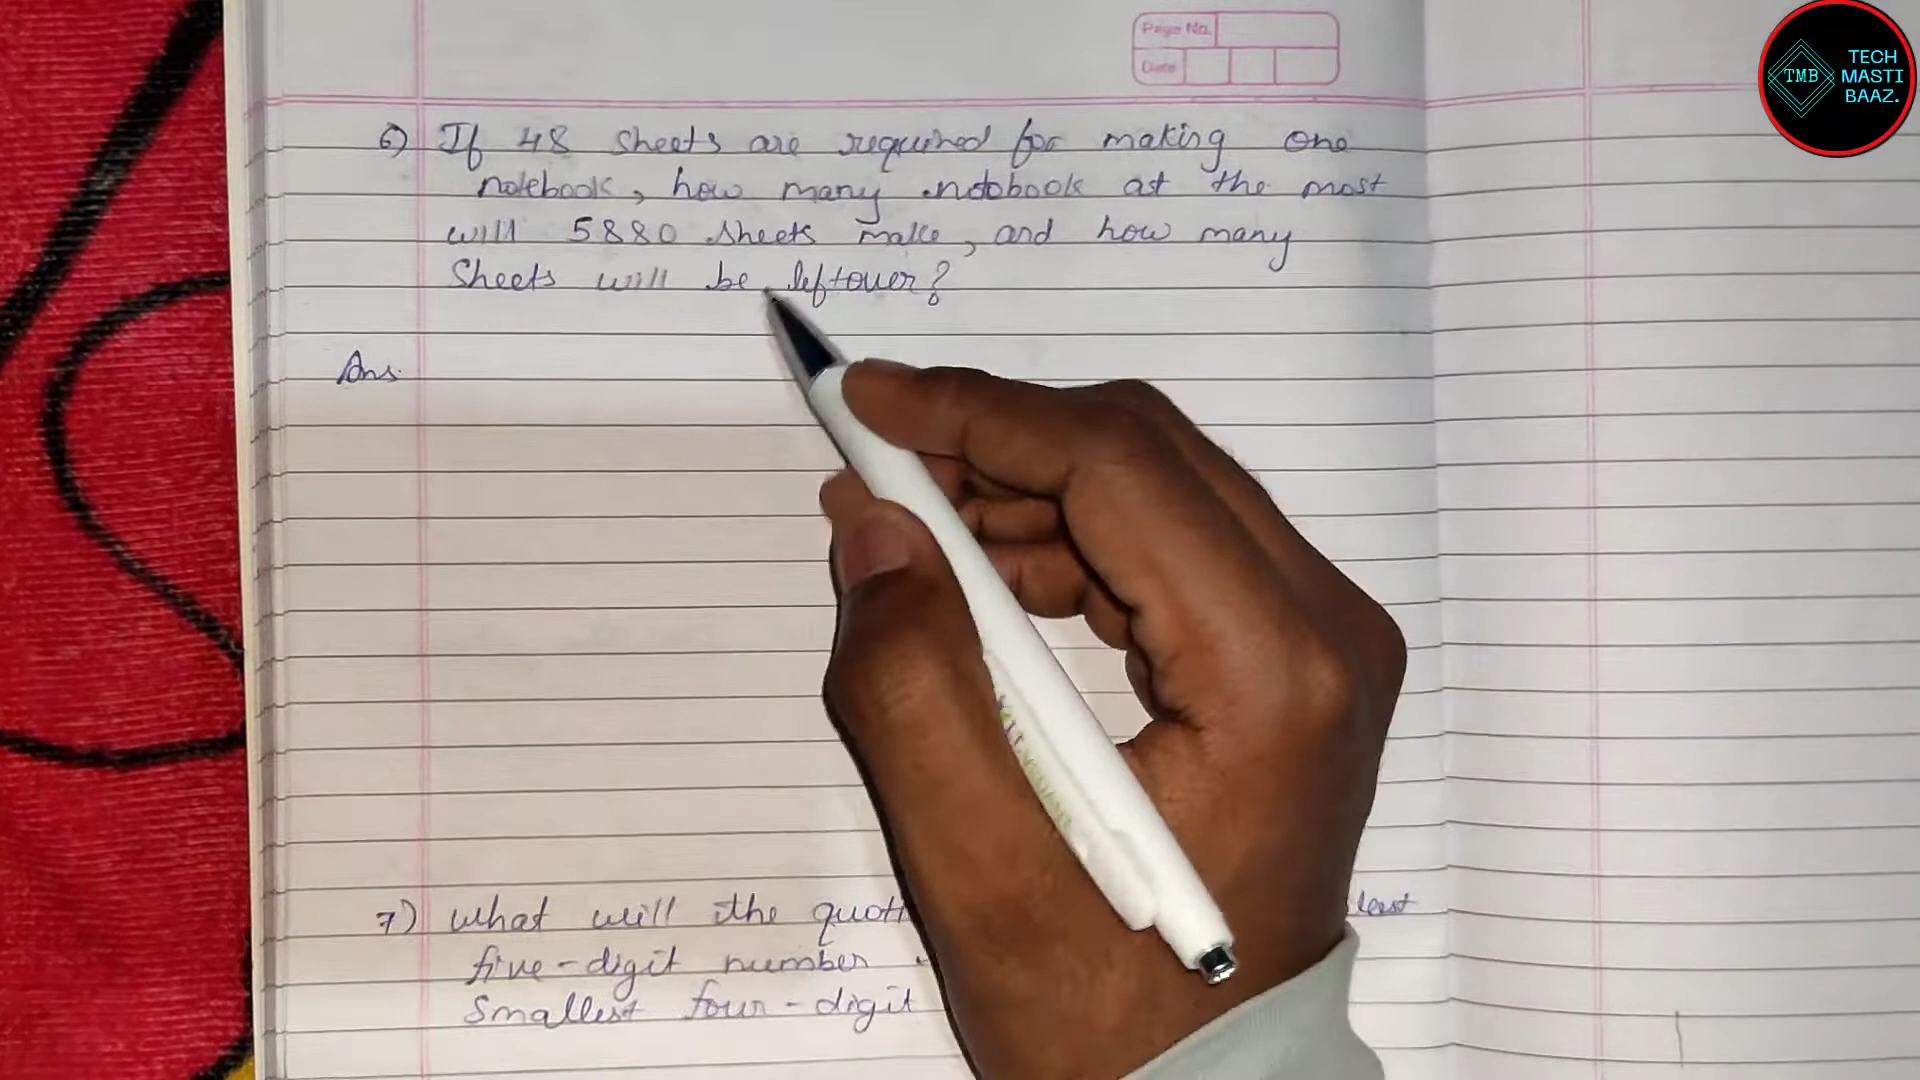 Page No.
Date
TMB
TECH
MASTI
BAAZ.
6) If 48 sheets are required for making one
notebook, how many notobook at the most
will 5880 sheets make, and how many
Sheets will be leftover?
Ans.
7) what will the least
five-digit number
Smallest four-digit